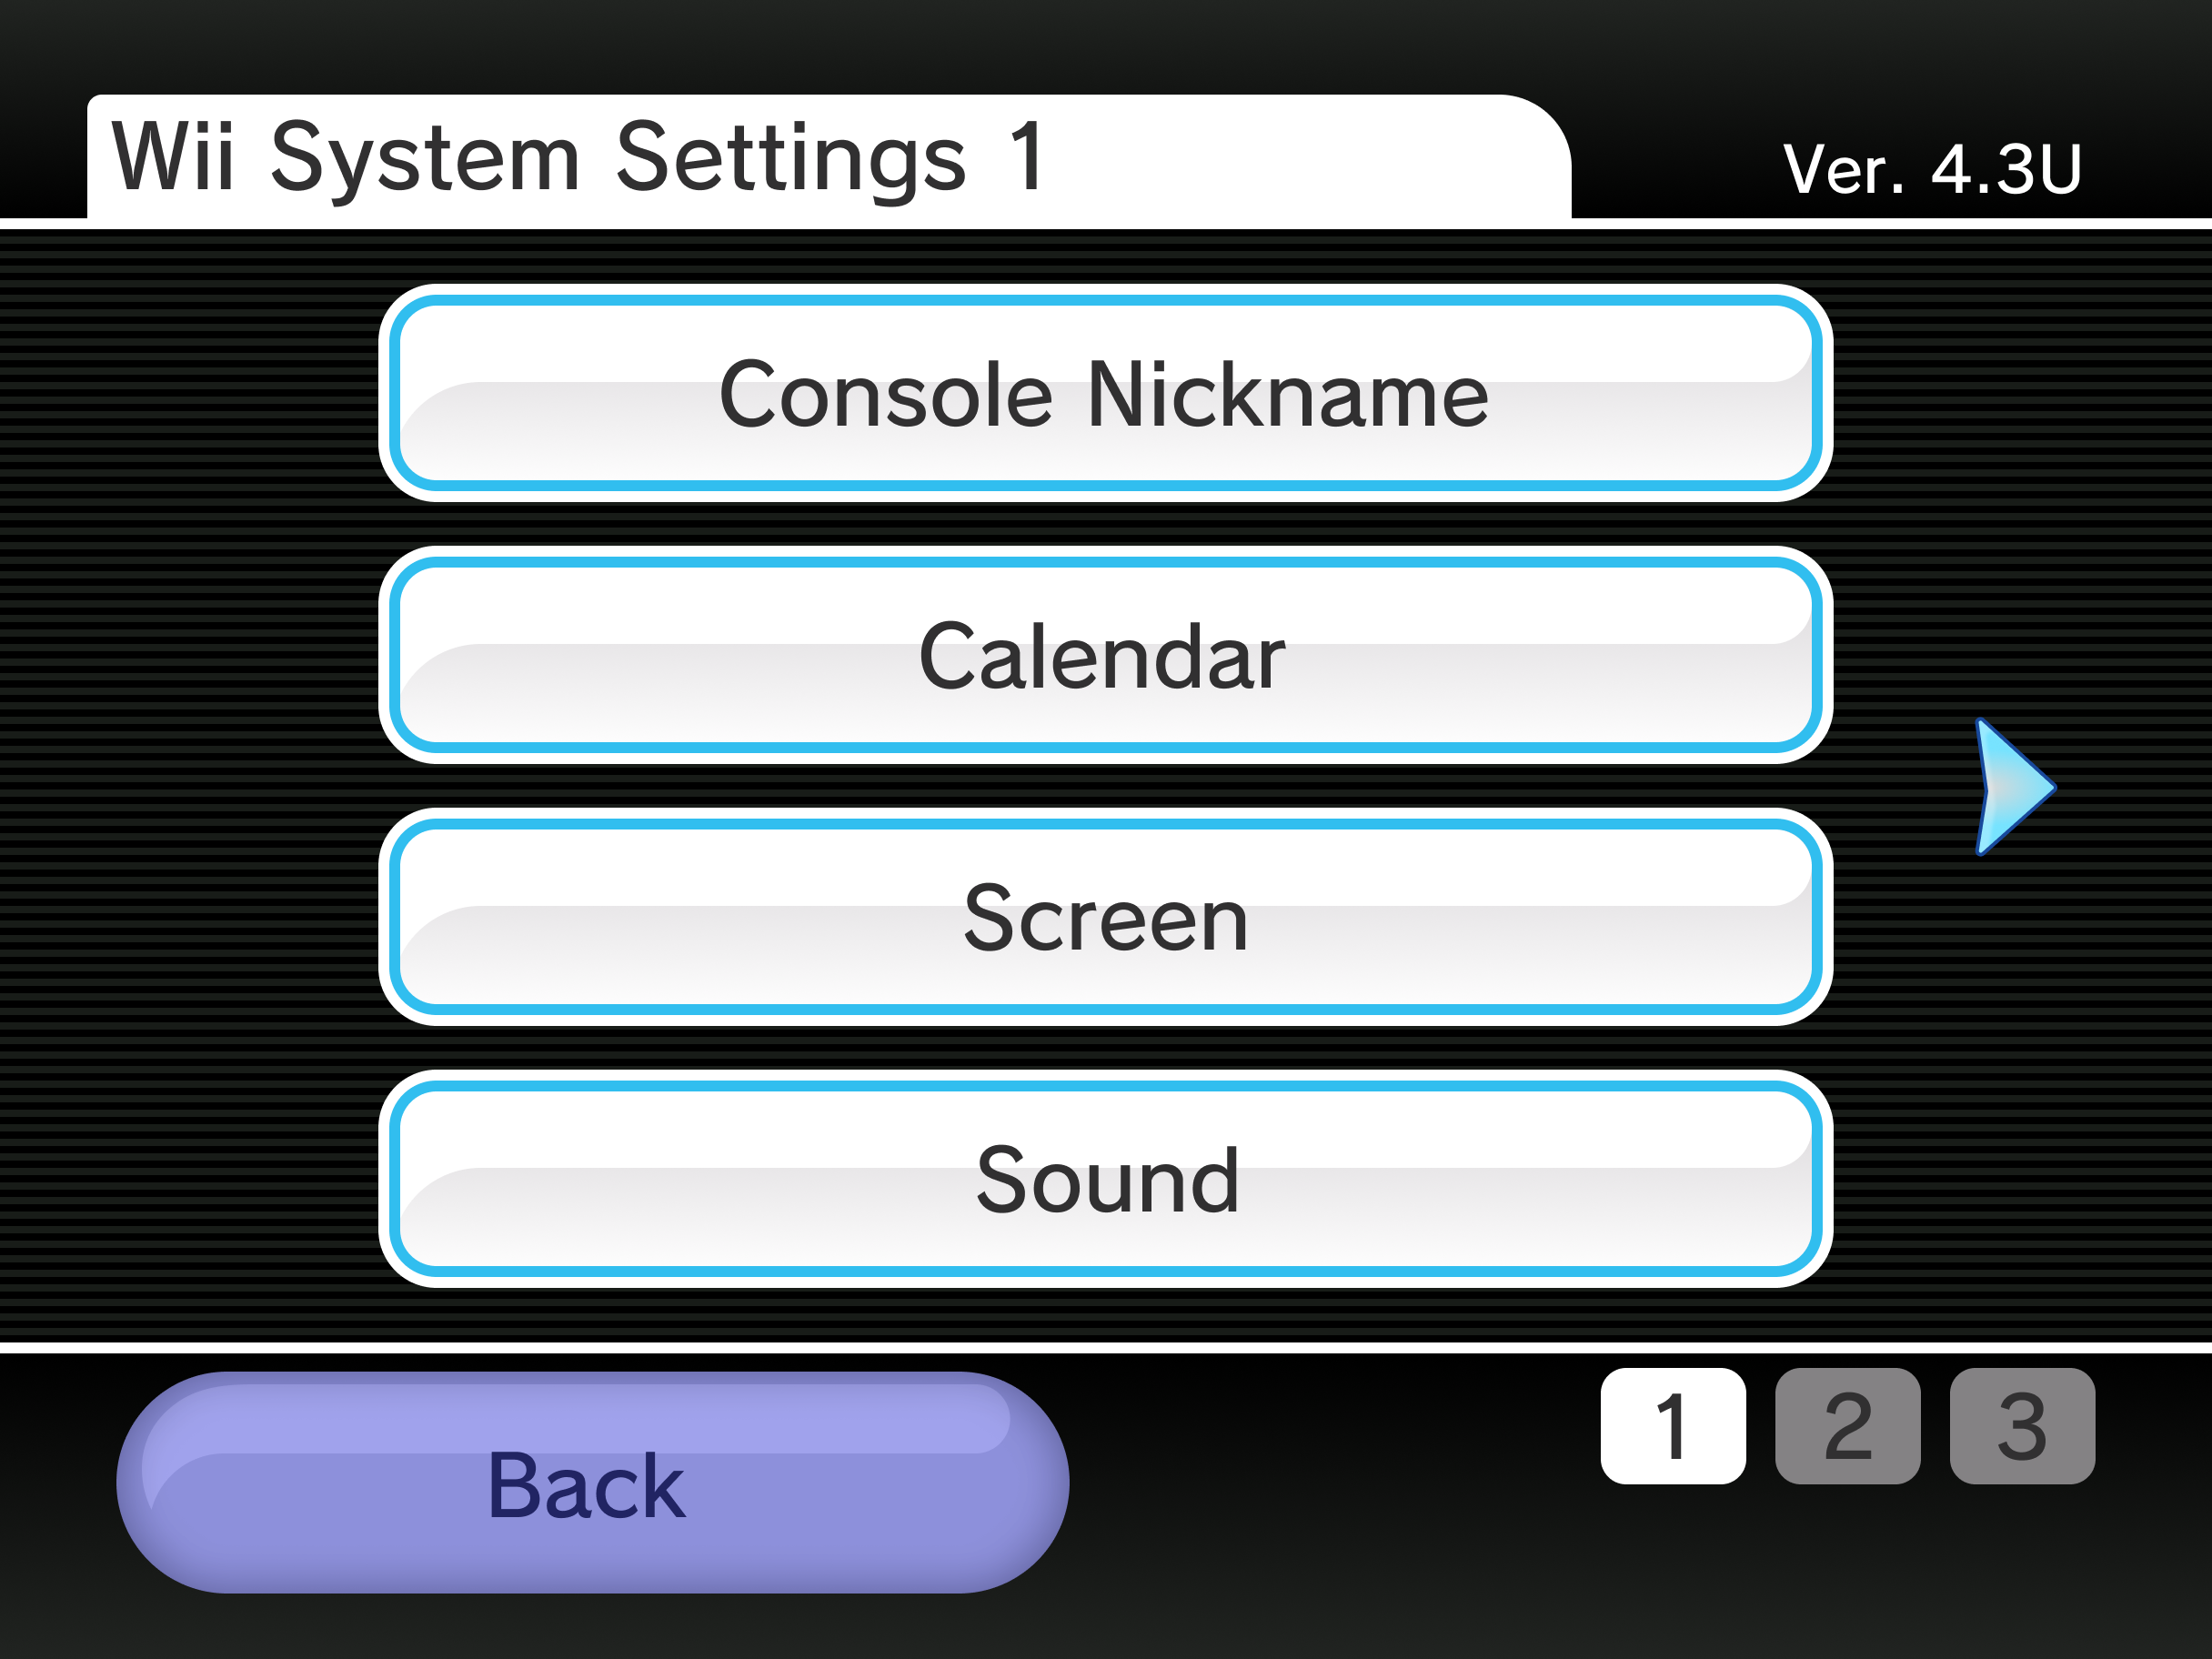 Wii System Settings 1
Ver. 4.3U
Console Nickname
Calendar
Screen
Sound
Back
1 2 3